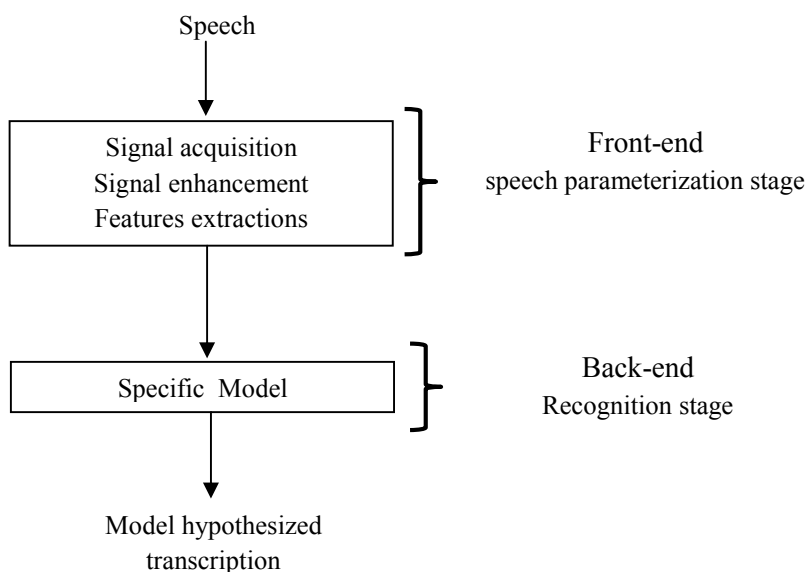 Speech
Signal acquisition
Signal enhancement
Features extractions
Front-end
speech parameterization stage
Specific Model
Back-end
Recognition stage
Model hypothesized
transcription